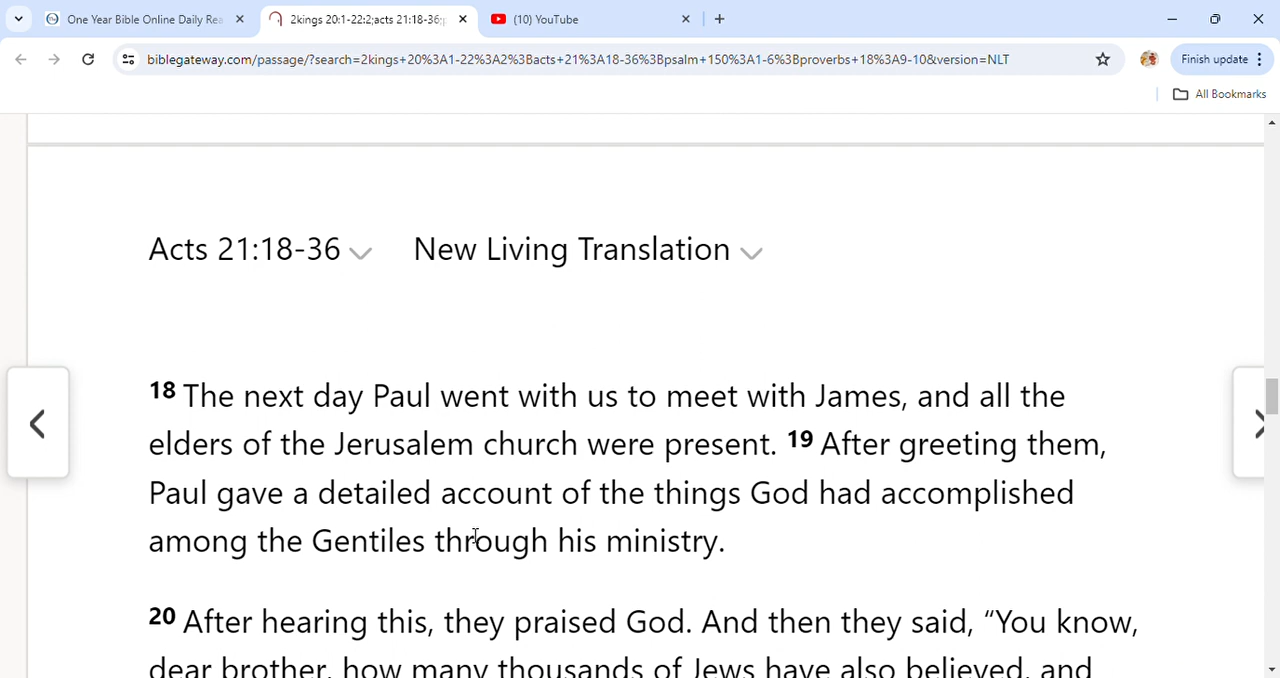 One Year Bible Online Daily Rea
2kings 20:1-22:2;acts 21:18-36;p
(10) YouTube
biblegateway.com/passage/?search=2kings+20%3A1-22%3A2%3Bacts+21%3A18-36%3Bpsalm+150%3A1-6%3Bproverbs+18%3A9-10&version=NLT
Finish update
All Bookmarks
Acts 21:18-36 New Living Translation
18 The next day Paul went with us to meet with James, and all the
elders of the Jerusalem church were present. 19 After greeting them,
Paul gave a detailed account of the things God had accomplished
among the Gentiles through his ministry.
20 After hearing this, they praised God. And then they said, “You know,
dear brother, how many thousands of Jews have also believed, and